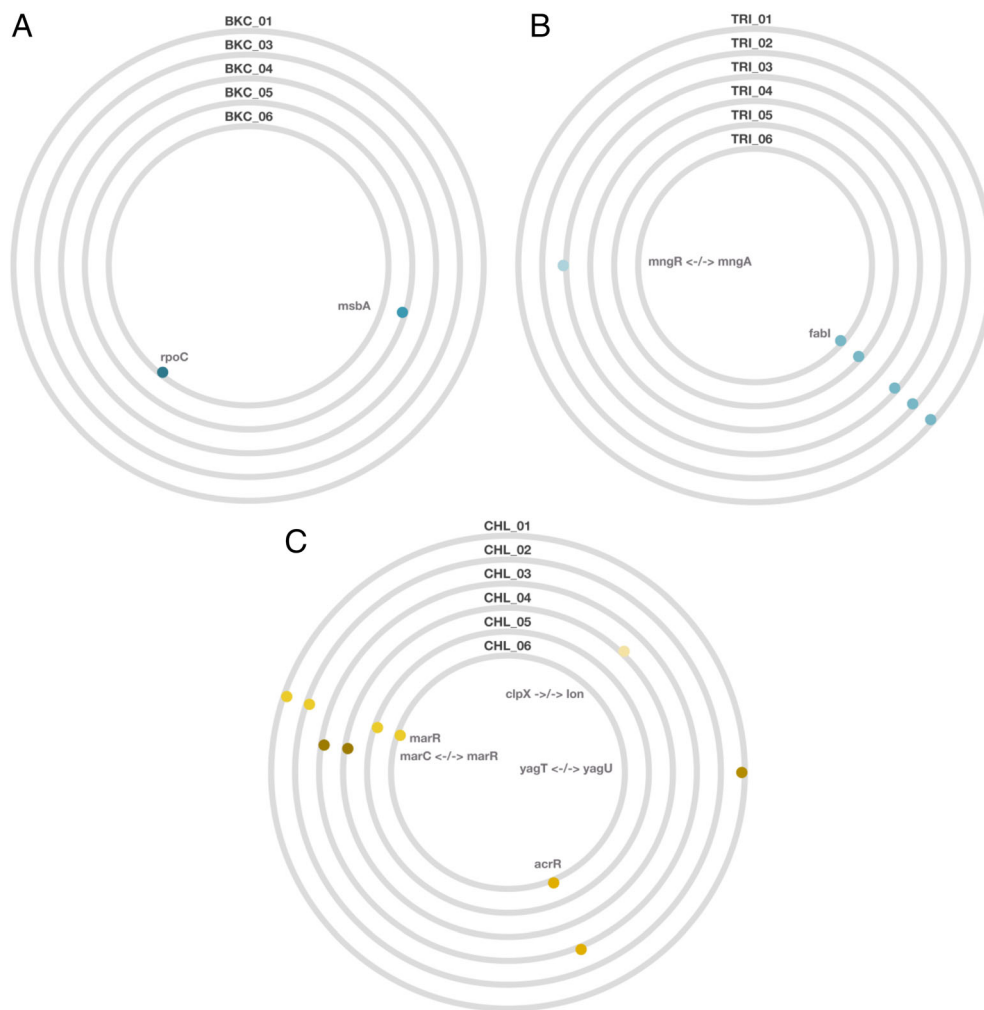 A
BKC_01
BKC_03
BKC_04
BKC_05
BKC_06
msbA
rpoC
B
TRI_01
TRI_02
TRI_03
TRI_04
TRI_05
TRI_06
mngR <-/-> mngA
fabI
C
CHL_01
CHL_02
CHL_03
CHL_04
CHL_05
CHL_06
clpX ->/-> lon
marR
marC <-/-> marR
yagT <-/-> yagU
acrR